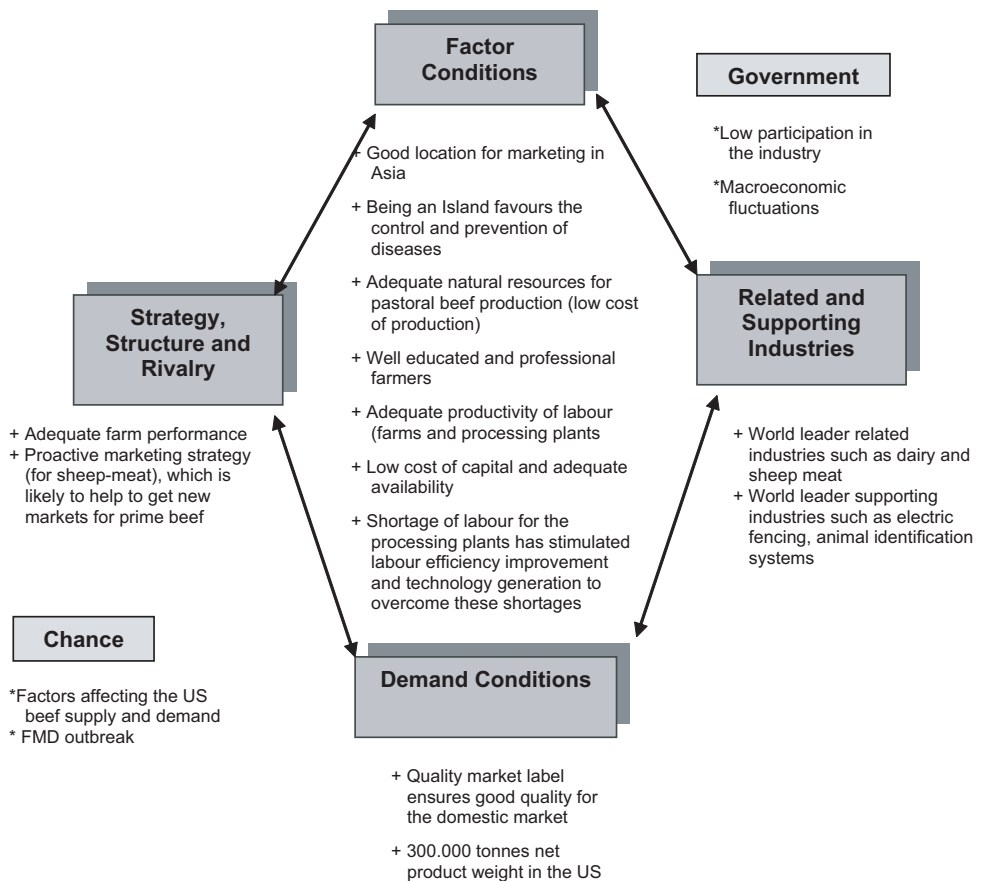 Factor
Conditions
Government
*Low participation in
the industry
*Macroeconomic
fluctuations
+ Good location for marketing in
Asia
+ Being an Island favours the
control and prevention of
diseases
+ Adequate natural resources for
pastoral beef production (low cost
of production)
+ Well educated and professional
farmers
+ Adequate productivity of labour
(farms and processing plants
+ Low cost of capital and adequate
availability
+ Shortage of labour for the
processing plants has stimulated
labour efficiency improvement
and technology generation to
overcome these shortages
Strategy,
Structure and
Rivalry
+ Adequate farm performance
+ Proactive marketing strategy
(for sheep-meat), which is
likely to help to get new
markets for prime beef
Related and
Supporting
Industries
+ World leader related
industries such as dairy and
sheep meat
+ World leader supporting
industries such as electric
fencing, animal identification
systems
Chance
*Factors affecting the US
beef supply and demand
* FMD outbreak
Demand Conditions
+ Quality market label
ensures good quality for
the domestic market
+ 300.000 tonnes net
product weight in the US